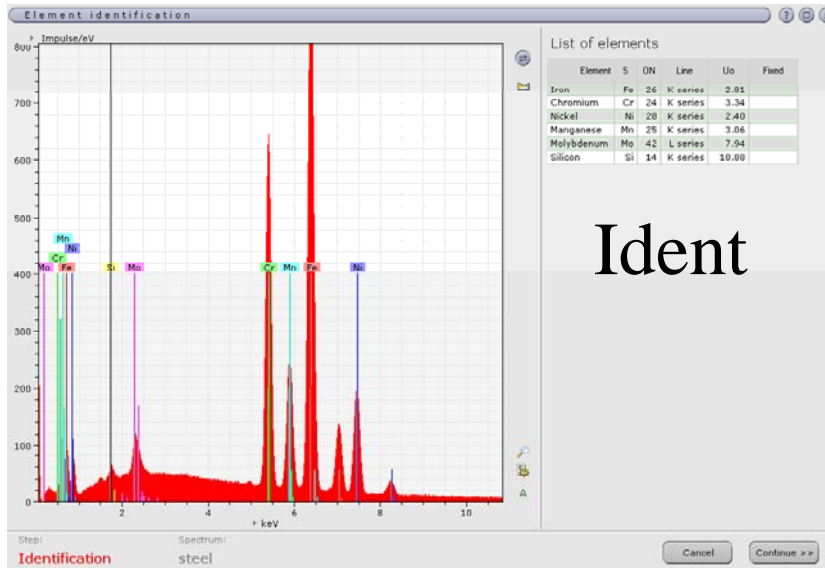 Element identification
Impulse/eV
800
700
600
500
400
300
200
100
0
2
4
6
8
10
keV
Mn
Ni
Cr
Mo
Fe
Si
Mo
Cr
Mn
Fe
Ni
List of elements
Element S ON Line Uo Fixed
Iron Fe 26 K series 2.81
Chromium Cr 24 K series 3.34
Nickel Ni 28 K series 2.40
Manganese Mn 25 K series 3.06
Molybdenum Mo 42 L series 7.94
Silicon Si 14 K series 10.88
Ident
A
Step:
Spectrum:
Identification
steel
Cancel
Continue >>